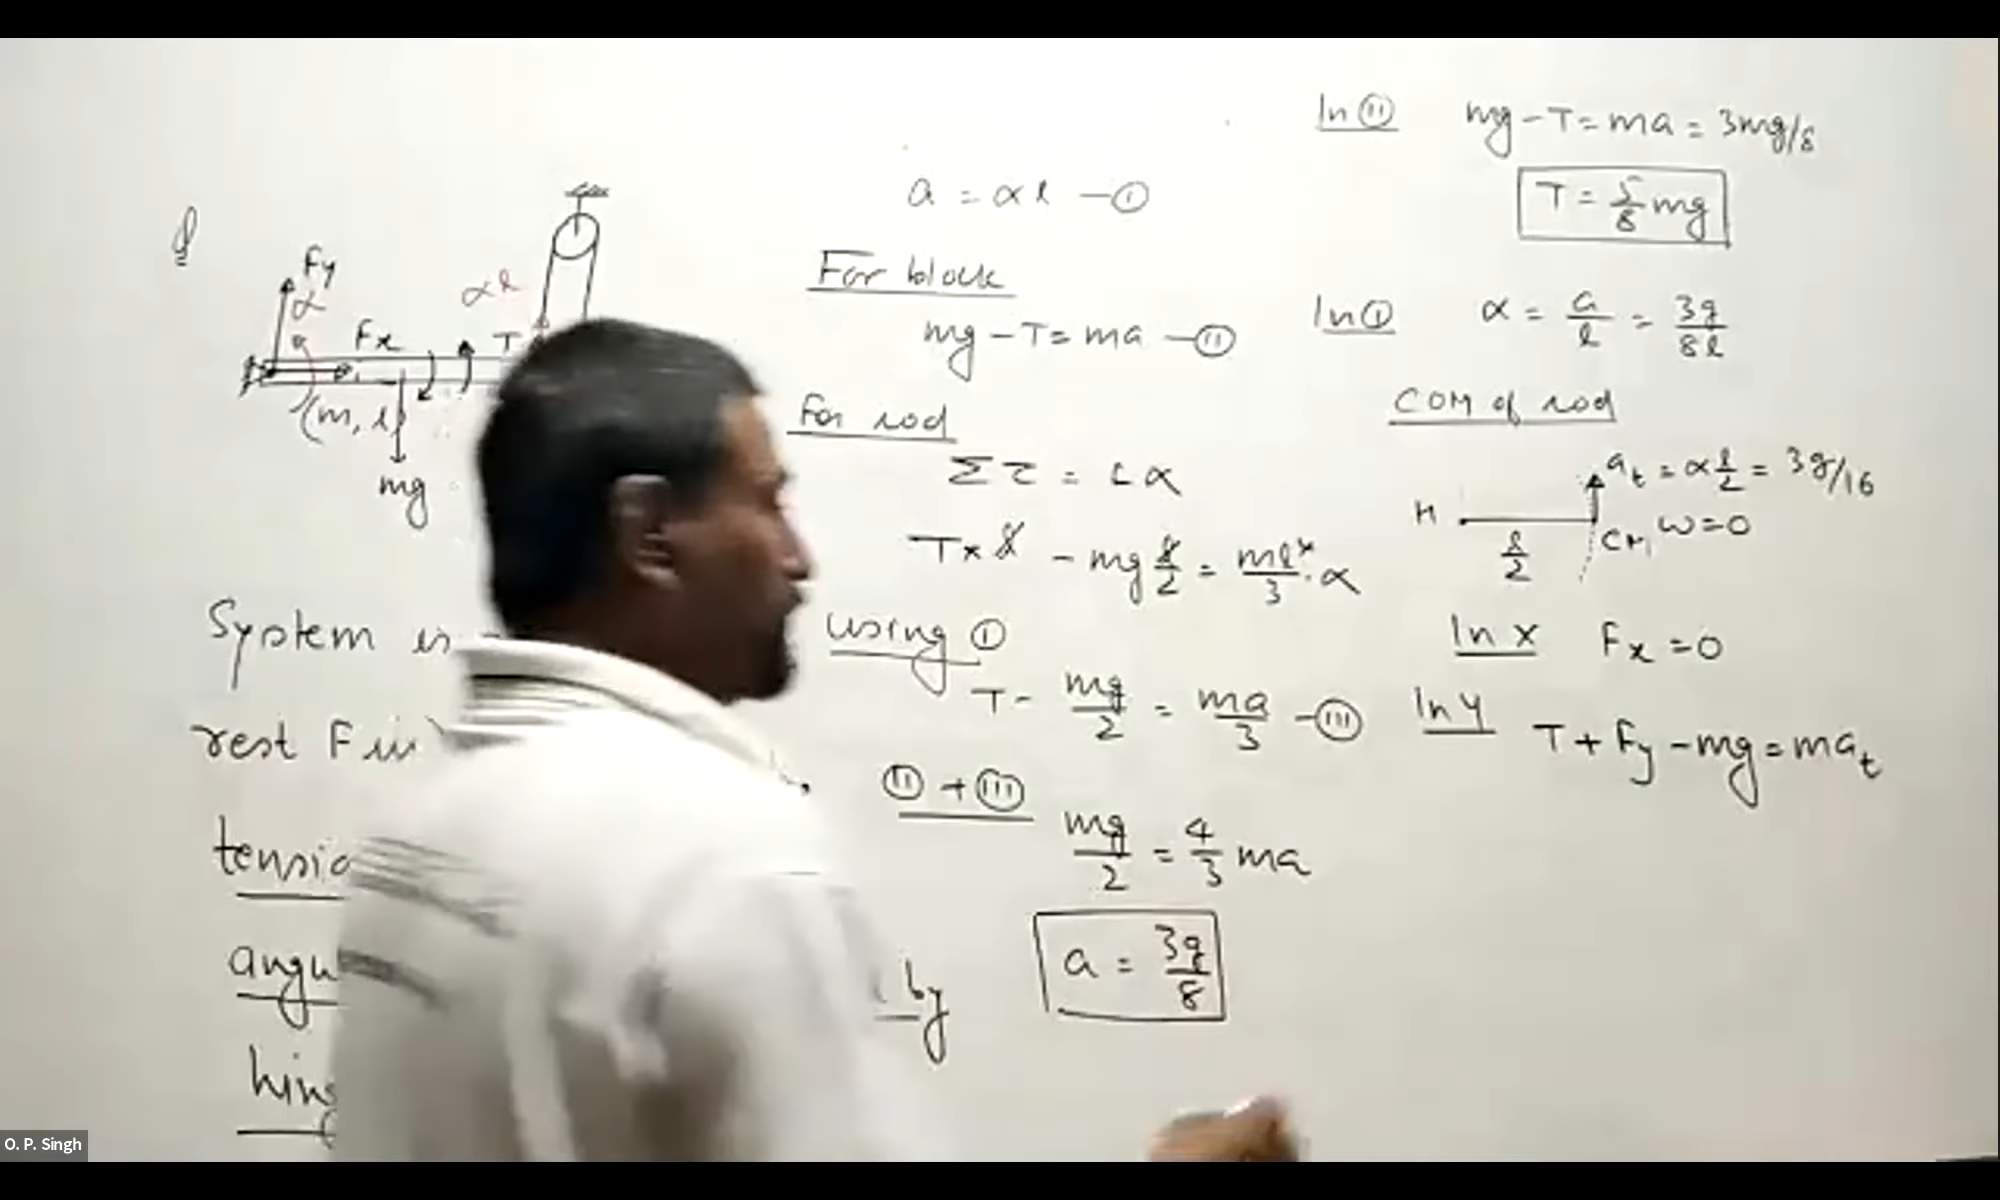 Q
Fy
α
Fx
αl
T
(m, l)
mg
System is
rest
tensio
angu
by
hing
a = αl —(I)
For block
mg - T = ma —(II)
For rod
Στ = Iα
T × l - mg l/2 = ml²/3 . α
using (I)
T - mg/2 = ma/3 —(III)
(II) + (III)
mg/2 = 4/3 ma
a = 3g/8
In (II) mg - T = ma = 3mg/8
T = 5/8 mg
In (I) α = a/l = 3g/8l
COM of rod
at = α l/2 = 3g/16
H
l/2
CM, ω = 0
In x Fx = 0
In y T + Fy - mg = mat
O. P. Singh